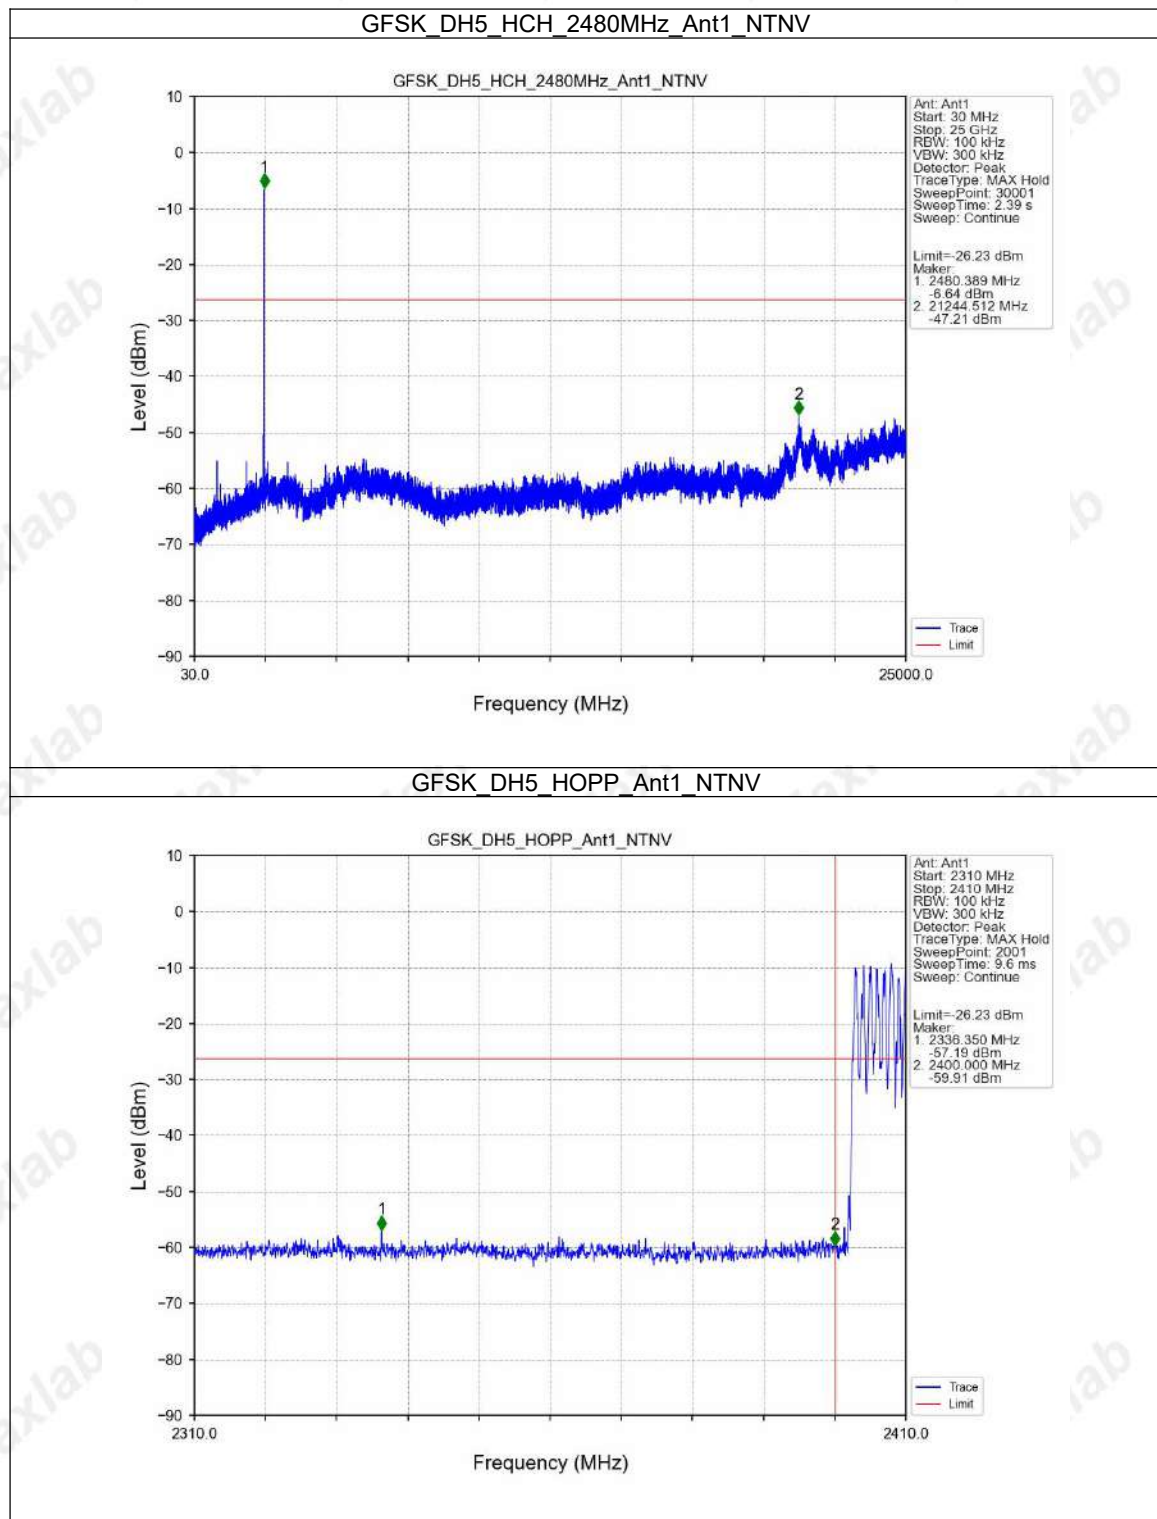 GFSK_DH5_HCH_2480MHz_Ant1_NTNV
GFSK_DH5_HCH_2480MHz_Ant1_NTNV
10
0
−10
−20
−30
−40
−50
−60
−70
−80
−90
Level (dBm)
1
2
30.0
25000.0
Frequency (MHz)
Ant: Ant1
Start: 30 MHz
Stop: 25 GHz
RBW: 100 kHz
VBW: 300 kHz
Detector: Peak
TraceType: MAX Hold
SweepPoint: 30001
SweepTime: 2.39 s
Sweep: Continue
Limit=-26.23 dBm
Maker:
1. 2480.389 MHz
-6.64 dBm
2. 21244.512 MHz
-47.21 dBm
Trace
Limit
GFSK_DH5_HOPP_Ant1_NTNV
GFSK_DH5_HOPP_Ant1_NTNV
10
0
−10
−20
−30
−40
−50
−60
−70
−80
−90
Level (dBm)
1
2
2310.0
2410.0
Frequency (MHz)
Ant: Ant1
Start: 2310 MHz
Stop: 2410 MHz
RBW: 100 kHz
VBW: 300 kHz
Detector: Peak
TraceType: MAX Hold
SweepPoint: 2001
SweepTime: 9.6 ms
Sweep: Continue
Limit=-26.23 dBm
Maker:
1. 2336.350 MHz
-57.19 dBm
2. 2400.000 MHz
-59.91 dBm
Trace
Limit